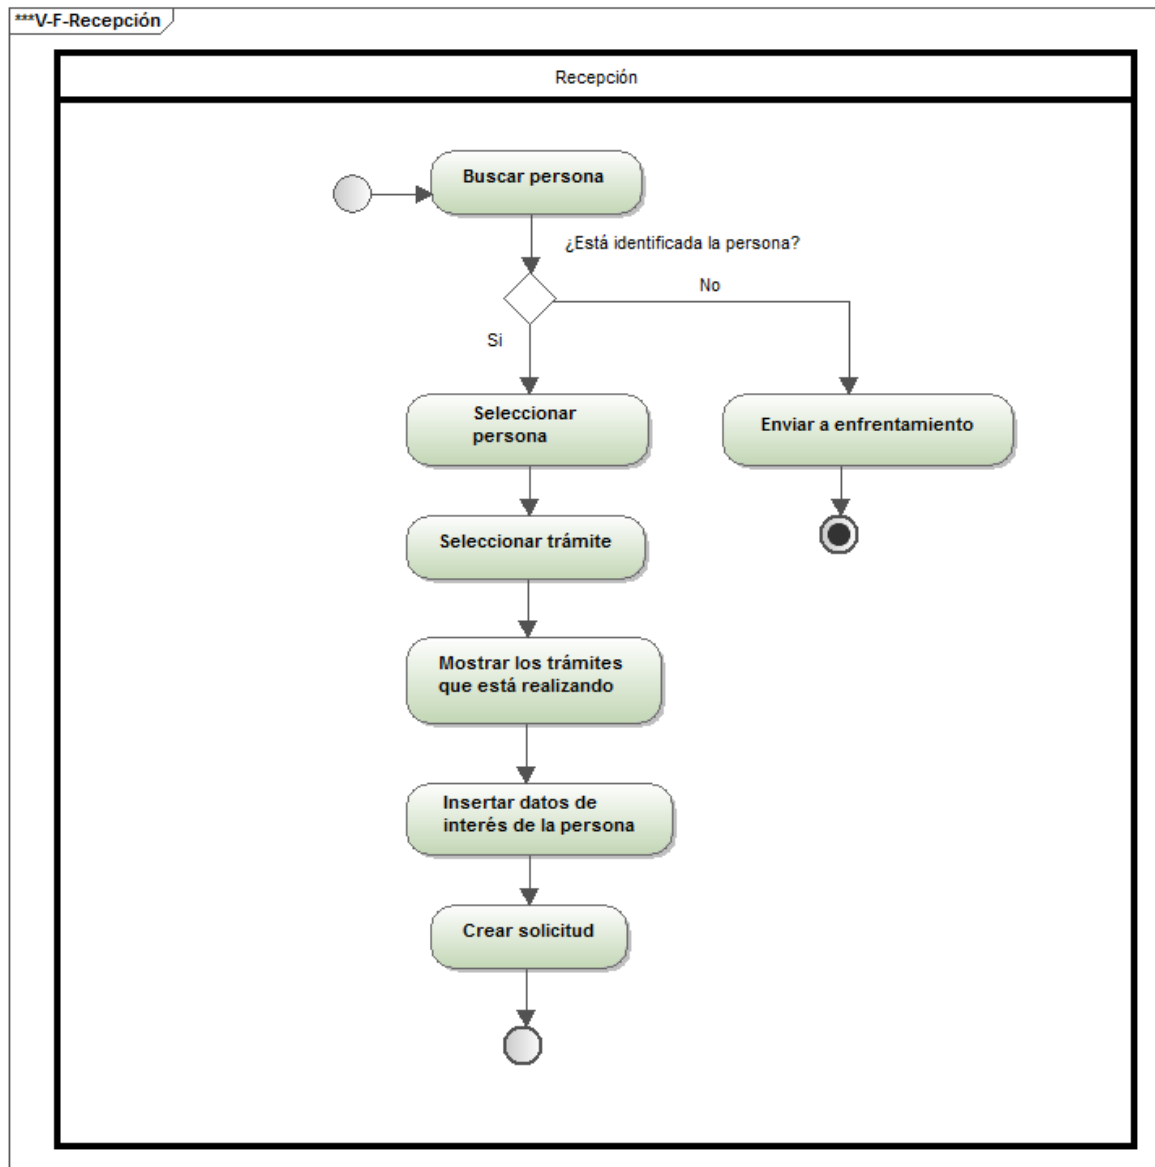 ***V-F-Recepción
Recepción
Buscar persona
¿Está identificada la persona?
No
Si
Seleccionar
persona
Enviar a enfrentamiento
Seleccionar trámite
Mostrar los trámites
que está realizando
Insertar datos de
interés de la persona
Crear solicitud